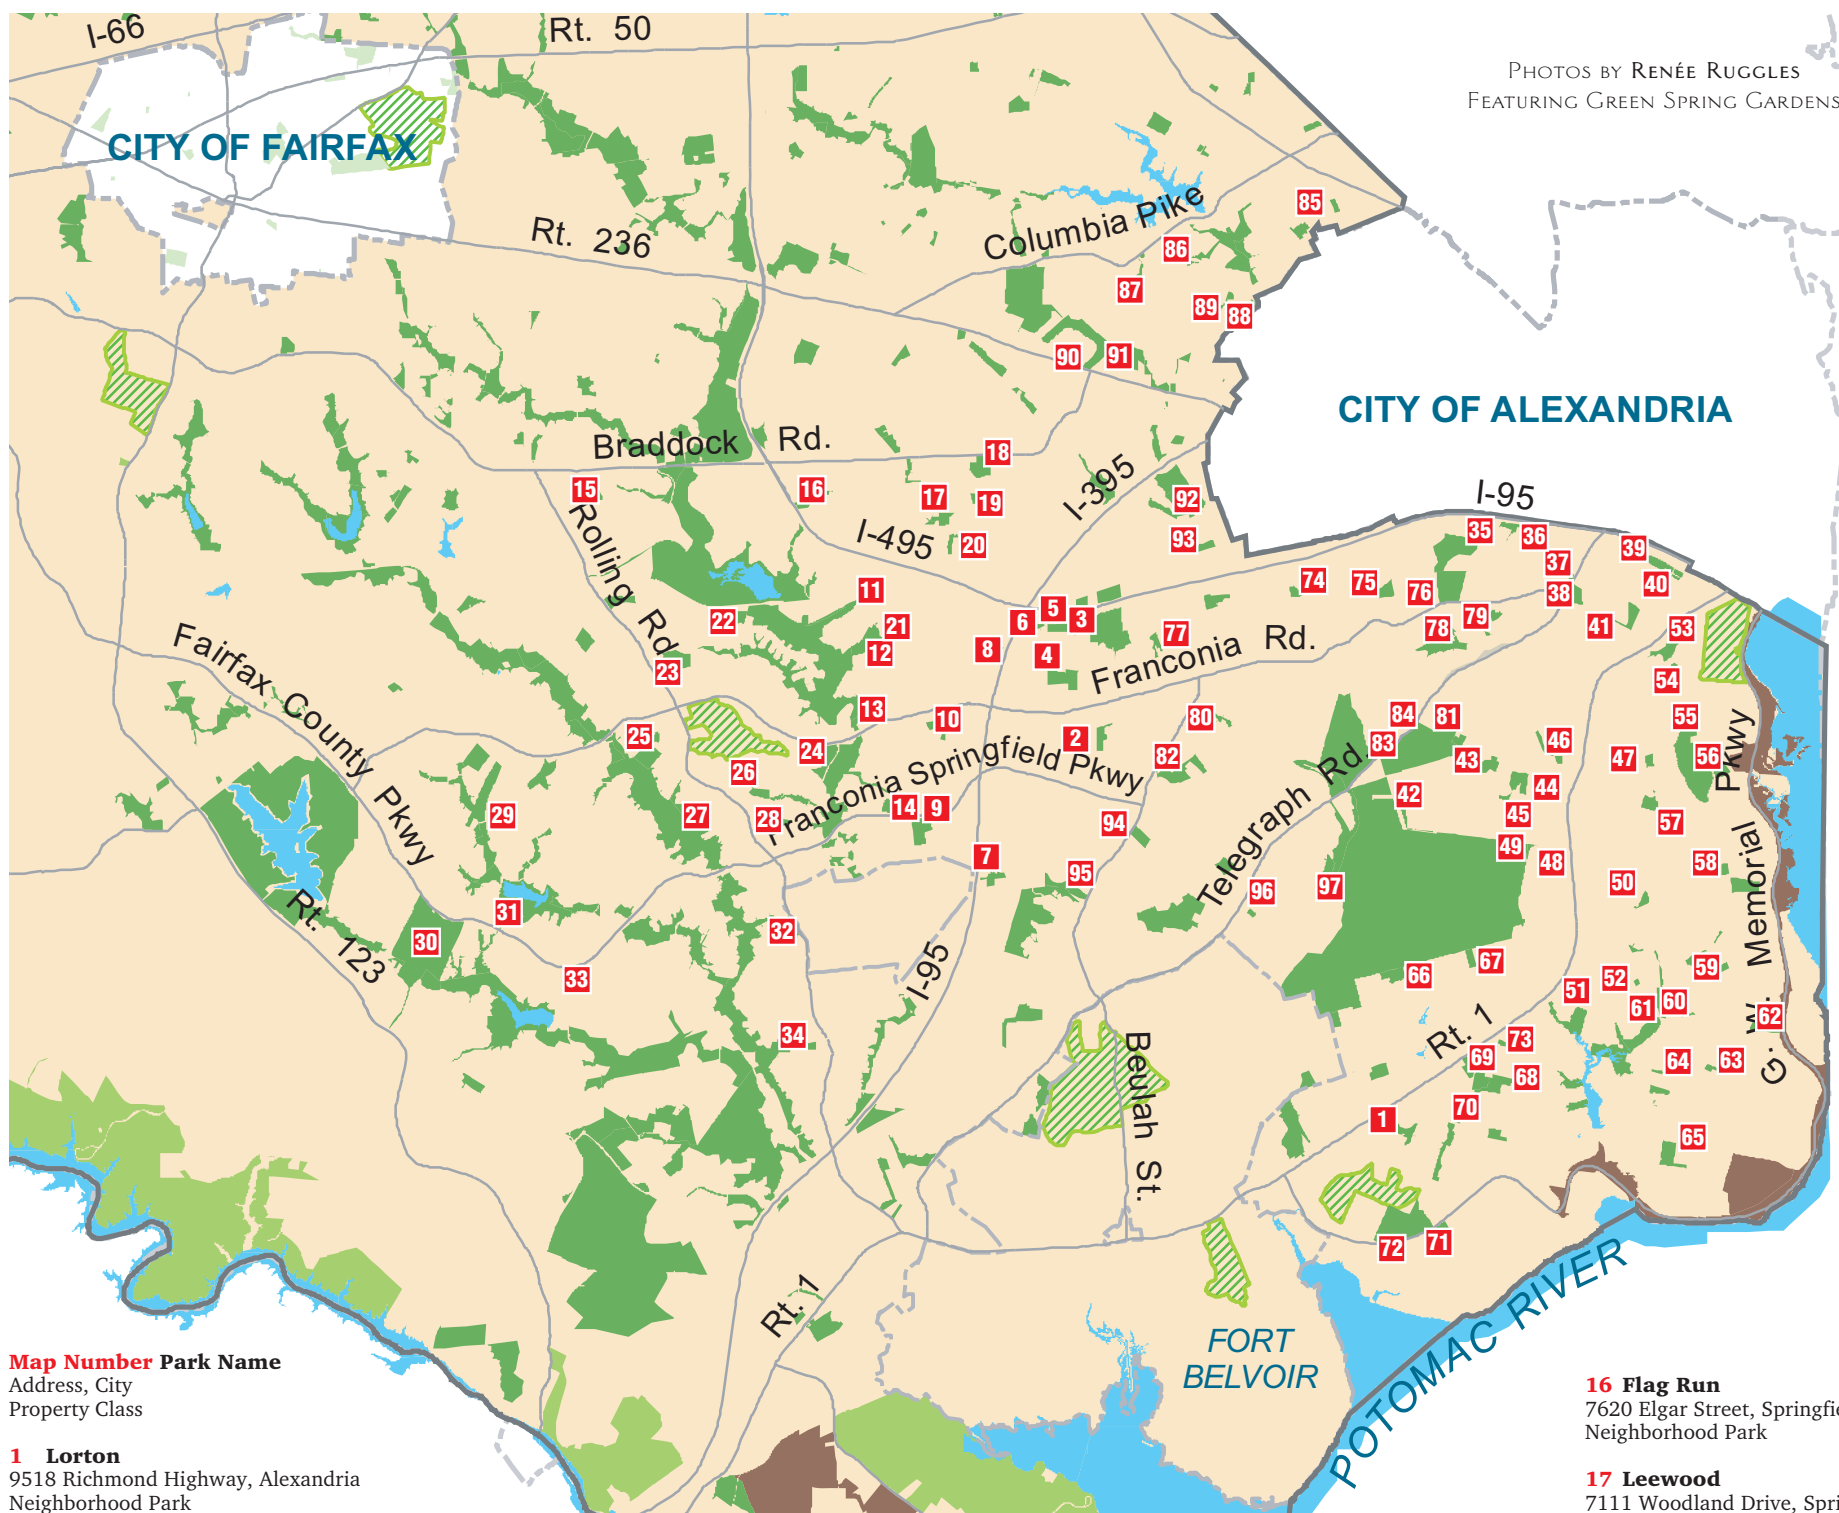 I-66
Rt. 50
PHOTOS BY RENÉE RUGGLES
FEATURING GREEN SPRING GARDENS
CITY OF FAIRFAX
Rt. 236
Columbia Pike
85
86
87
89
88
90
91
CITY OF ALEXANDRIA
Braddock Rd.
18
15
16
17
19
I-395
92
I-495
20
93
I-95
35
36
37
39
Rolling Rd
11
5
6
3
74
75
76
38
40
22
21
12
8
4
77
78
79
41
53
Franconia Rd.
Fairfax County Pkwy
23
13
10
54
25
24
2
80
84
81
55
26
82
83
43
46
47
56
Franconia Springfield Pkwy
Telegraph Rd.
G. W. Memorial Pkwy
29
27
28
14
9
94
42
44
45
57
7
49
48
58
95
96
97
50
31
30
Rt. 123
32
33
I-95
66
67
51
52
59
61
60
62
34
Beulah St.
Rt. 1
73
69
68
64
63
1
70
65
72
71
Rt. 1
FORT
BELVOIR
POTOMAC RIVER
Map Number Park Name
Address, City
Property Class
1 Lorton
9518 Richmond Highway, Alexandria
Neighborhood Park
16 Flag Run
7620 Elgar Street, Springfie
Neighborhood Park
17 Leewood
7111 Woodland Drive, Spri